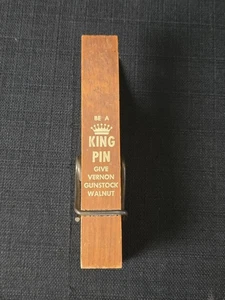 BE A
KING
PIN
GIVE
VERNON
GUNSTOCK
WALNUT